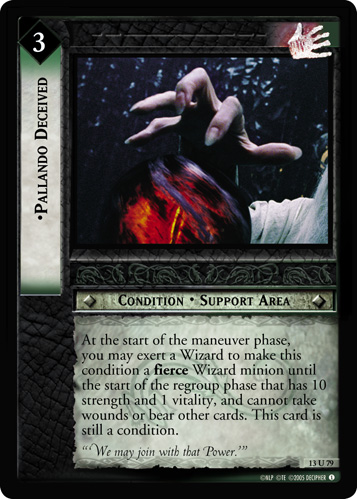 3
•Pallando Deceived
Condition • Support Area
At the start of the maneuver phase,
you may exert a Wizard to make this
condition a fierce Wizard minion until
the start of the regroup phase that has 10
strength and 1 vitality, and cannot take
wounds or bear other cards. This card is
still a condition.
“‘We may join with that Power.’”
13 U 79
©NLP ©TE ©2005 DECIPHER